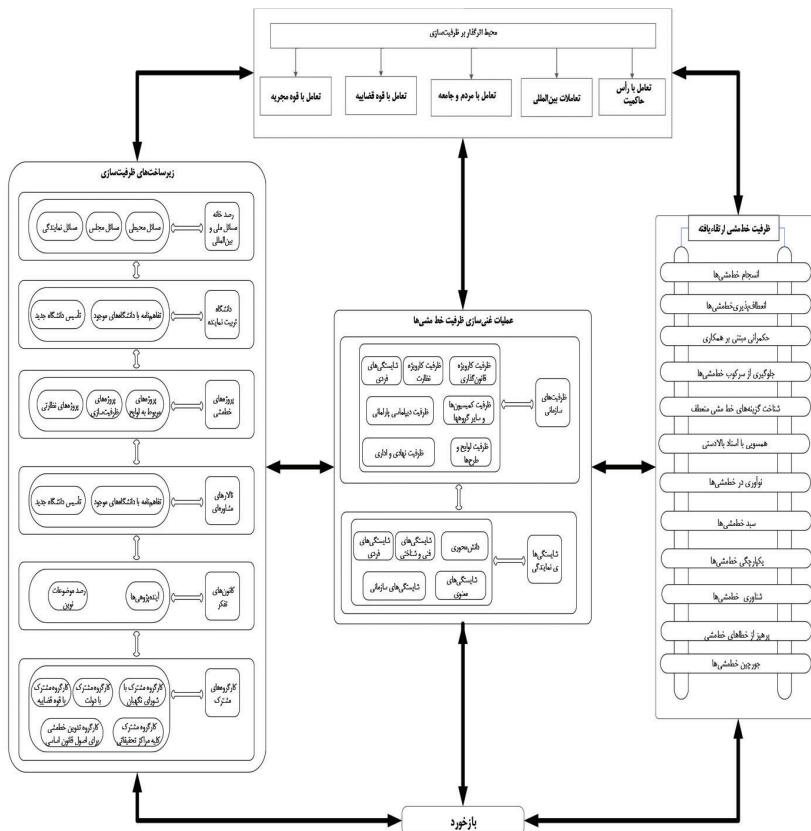 محیط اثرگذار بر ظرفیت‌سازی
تعامل با رأس
حاکمیت
تعاملات بین‌المللی
تعامل با مردم و جامعه
تعامل با قوه قضاییه
تعامل با قوه مجریه
ظرفیت خط‌مشی ارتقاءیافته
انسجام خط‌مشی‌ها
انعطاف‌پذیری خط‌مشی‌ها
حکمرانی مبتنی بر همکاری
جلوگیری از سرکوب خط‌مشی‌ها
شناخت گزینه‌های خط مشی منعطف
همسویی با اسناد بالادستی
نوآوری در خط‌مشی‌ها
سبد خط‌مشی‌ها
یکپارچگی خط‌مشی‌ها
شناوری خط‌مشی‌ها
پرهیز از خطاهای خط‌مشی
جورچین خط‌مشی‌ها
عملیات غنی‌سازی ظرفیت خط مشی‌ها
ظرفیت‌های
سازمانی
ظرفیت کارویژه
قانون‌گذاری
ظرفیت کارویژه
نظارت
شایستگی‌های
فردی
ظرفیت کمیسیون‌ها
و سایر گروهها
ظرفیت دیپلماسی پارلمانی
ظرفیت لوایح و
طرح‌ها
ظرفیت نهادی و اداری
شایستگی‌ها
ی نمایندگی
دانش‌محوری
شایستگی‌های
فنی و شناختی
شایستگی‌های
فردی
شایستگی‌های
معنوی
شایستگی‌های سازمانی
زیرساخت‌های ظرفیت‌سازی
رصد خانه
مسائل ملی و
بین‌المللی
مسائل محیطی
مسائل مجلس
مسائل نمایندگی
دانشگاه
تربیت نماینده
تفاهم‌نامه با دانشگاه‌های موجود
تأسیس دانشگاه جدید
پروژه‌های
خط‌مشی
پروژه‌های
مربوط به لوایح
پروژه‌های
ظرفیت‌سازی
پروژه‌های نظارتی
تالارهای
مشاوره‌ای
تفاهم‌نامه با دانشگاه‌های موجود
تأسیس دانشگاه جدید
کانون‌های
تفکر
آینده‌پژوهی‌ها
رصد موضوعات
نوین
کارگروه‌های
مشترک
کارگروه مشترک با
شورای نگهبان
کارگروه مشترک
با دولت
کارگروه مشترک
با قوه قضاییه
کارگروه مشترک
کلیه مراکز تحقیقاتی
کارگروه تدوین خط‌مشی
برای اصول قانون اساسی
بازخورد